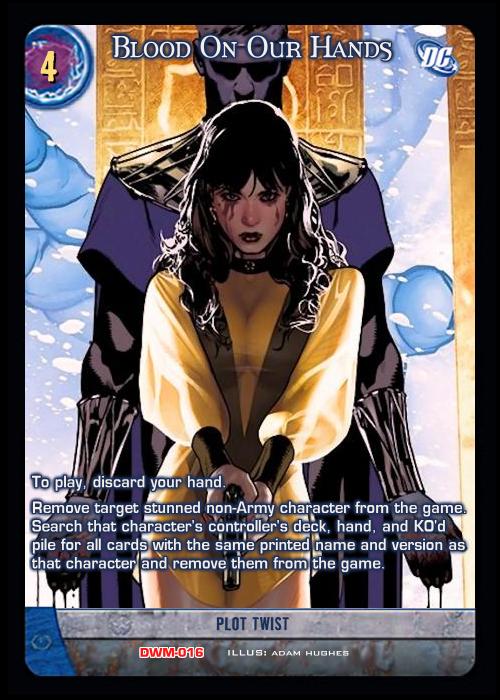 4
BLOOD ON OUR HANDS
DC
To play, discard your hand.
Remove target stunned non-Army character from the game.
Search that character's controller's deck, hand, and KO'd
pile for all cards with the same printed name and version as
that character and remove them from the game.
PLOT TWIST
DWM-016 ILLUS: ADAM HUGHES